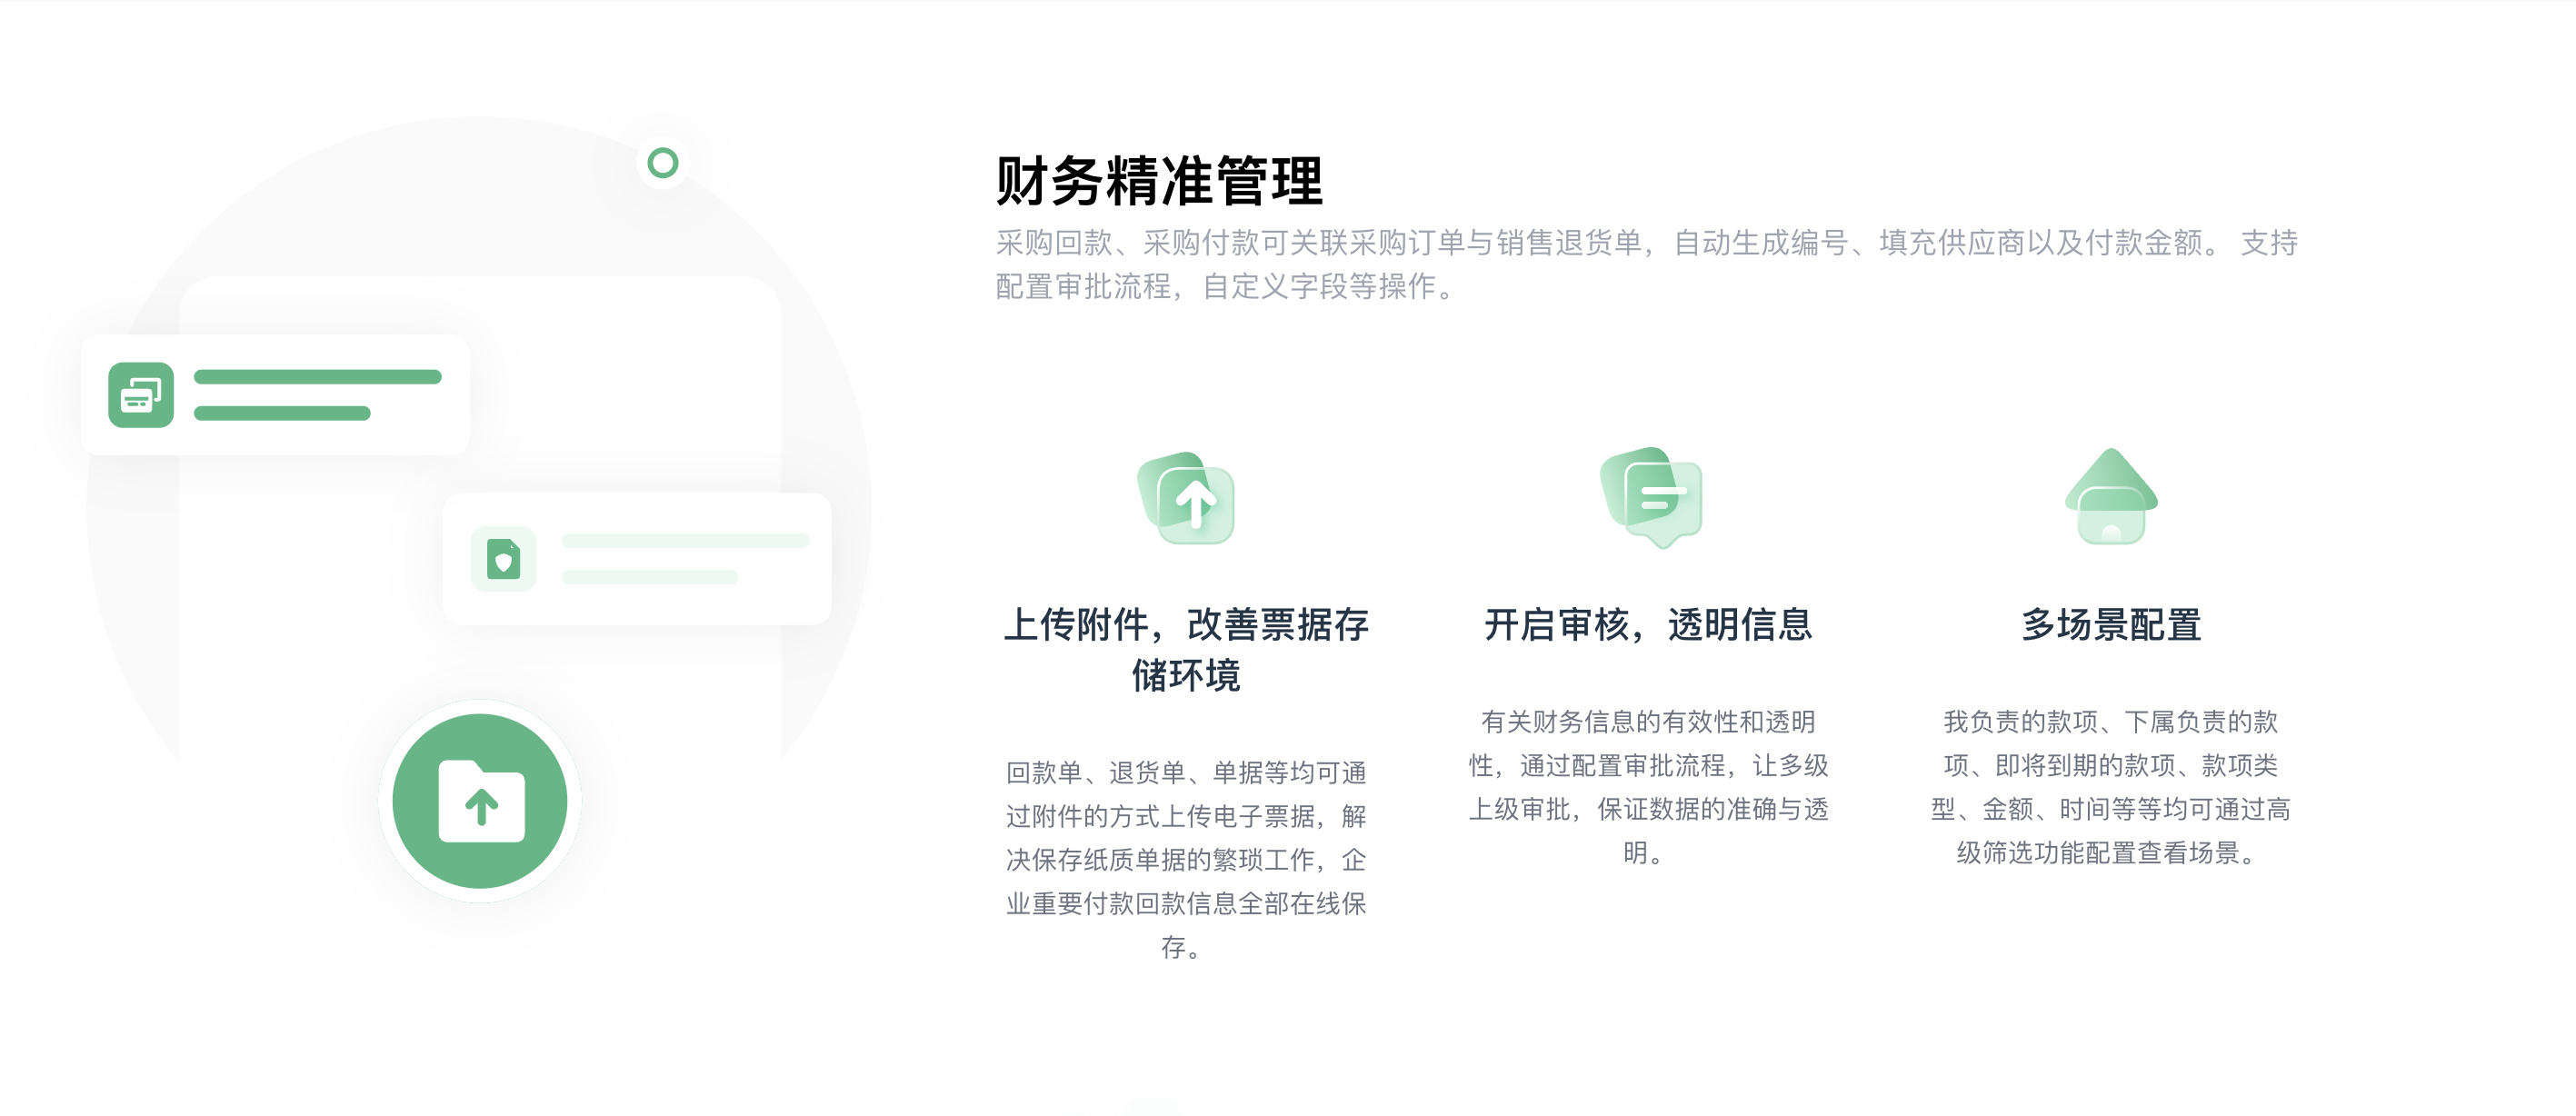 财务精准管理
采购回款、采购付款可关联采购订单与销售退货单，自动生成编号、填充供应商以及付款金额。 支持
配置审批流程，自定义字段等操作。
上传附件，改善票据存
储环境
回款单、退货单、单据等均可通
过附件的方式上传电子票据，解
决保存纸质单据的繁琐工作，企
业重要付款回款信息全部在线保
存。
开启审核，透明信息
有关财务信息的有效性和透明
性，通过配置审批流程，让多级
上级审批，保证数据的准确与透
明。
多场景配置
我负责的款项、下属负责的款
项、即将到期的款项、款项类
型、金额、时间等等均可通过高
级筛选功能配置查看场景。